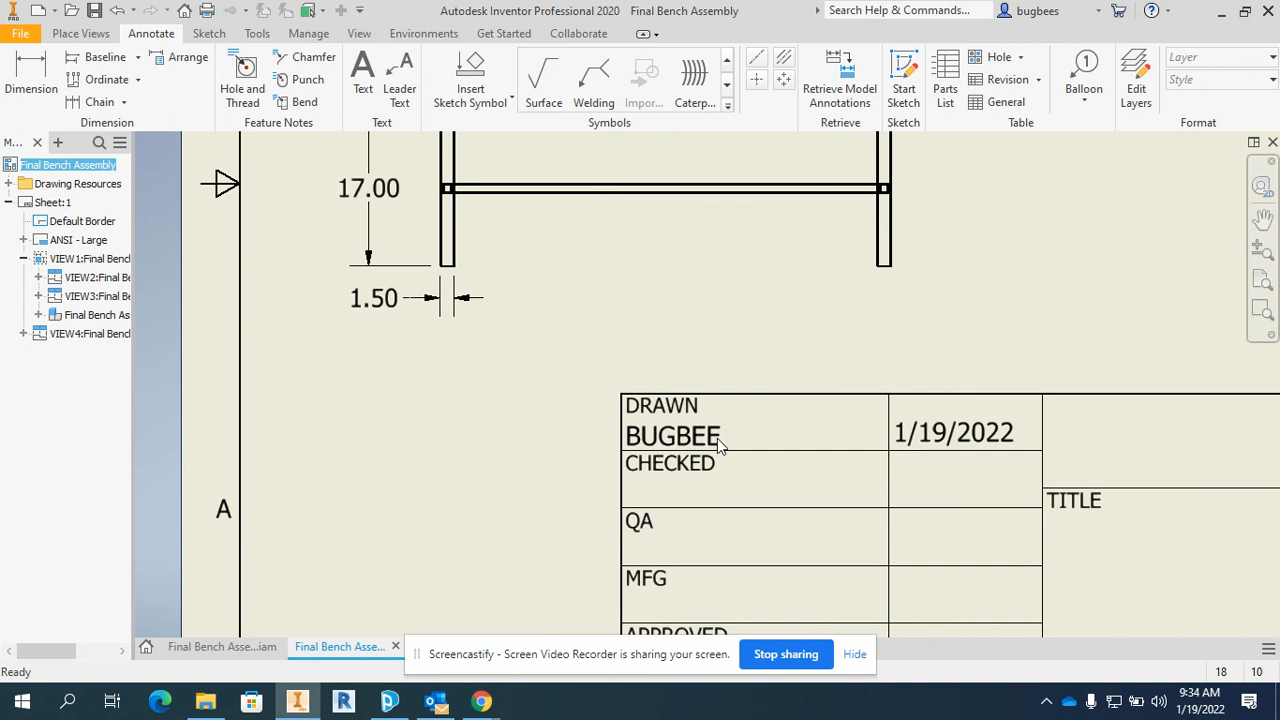 Autodesk Inventor Professional 2020 Final Bench Assembly
Search Help & Commands...
bugbees
PRO
File
Place Views
Annotate
Sketch
Tools
Manage
View
Environments
Get Started
Collaborate
Dimension
Baseline
Ordinate
Chain
Arrange
Hole and
Thread
Chamfer
Punch
Bend
Text
Leader
Text
Insert
Sketch Symbol
Surface
Welding
Impor...
Caterp...
Retrieve Model
Annotations
Start
Sketch
Parts
List
Hole
Revision
General
Balloon
Edit
Layers
Layer
Style
Dimension
Feature Notes
Text
Symbols
Retrieve
Sketch
Table
Format
M...
Final Bench Assembly
Drawing Resources
Sheet:1
Default Border
ANSI - Large
VIEW1:Final Benc
VIEW2:Final B
VIEW3:Final B
Final Bench As
VIEW4:Final Benc
17.00
1.50
A
DRAWN
BUGBEE
1/19/2022
CHECKED
TITLE
QA
MFG
APPROVED
Final Bench Asse...iam
Final Bench Asse...
Screencastify - Screen Video Recorder is sharing your screen.
Stop sharing
Hide
Ready
18
10
9:34 AM
1/19/2022